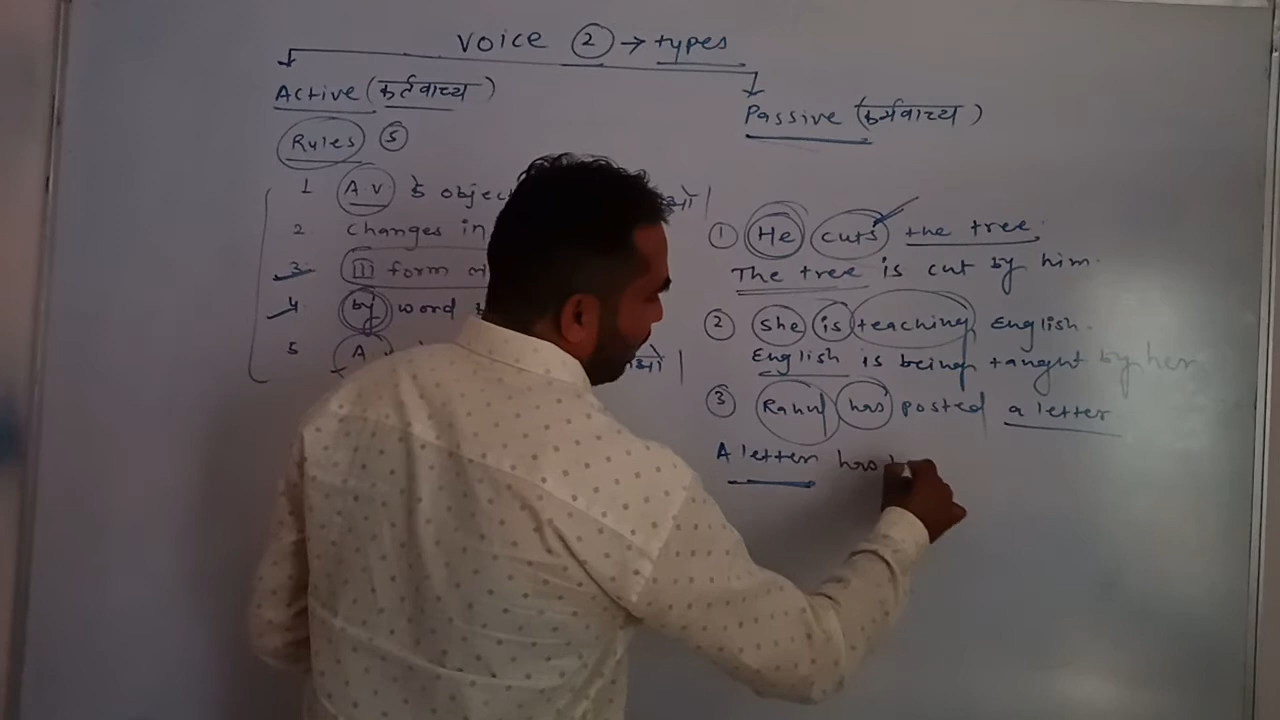 voice ② → types
Active (कर्तवाच्य)
Passive (कर्मवाच्य)
Rules ⑤
1 A V के objec
2 changes in
3. III form
4. by word
5 A
① He cuts the tree.
The tree is cut by him.
② She is teaching English.
English is being taught by her.
③ Rahul has posted a letter
A letter has